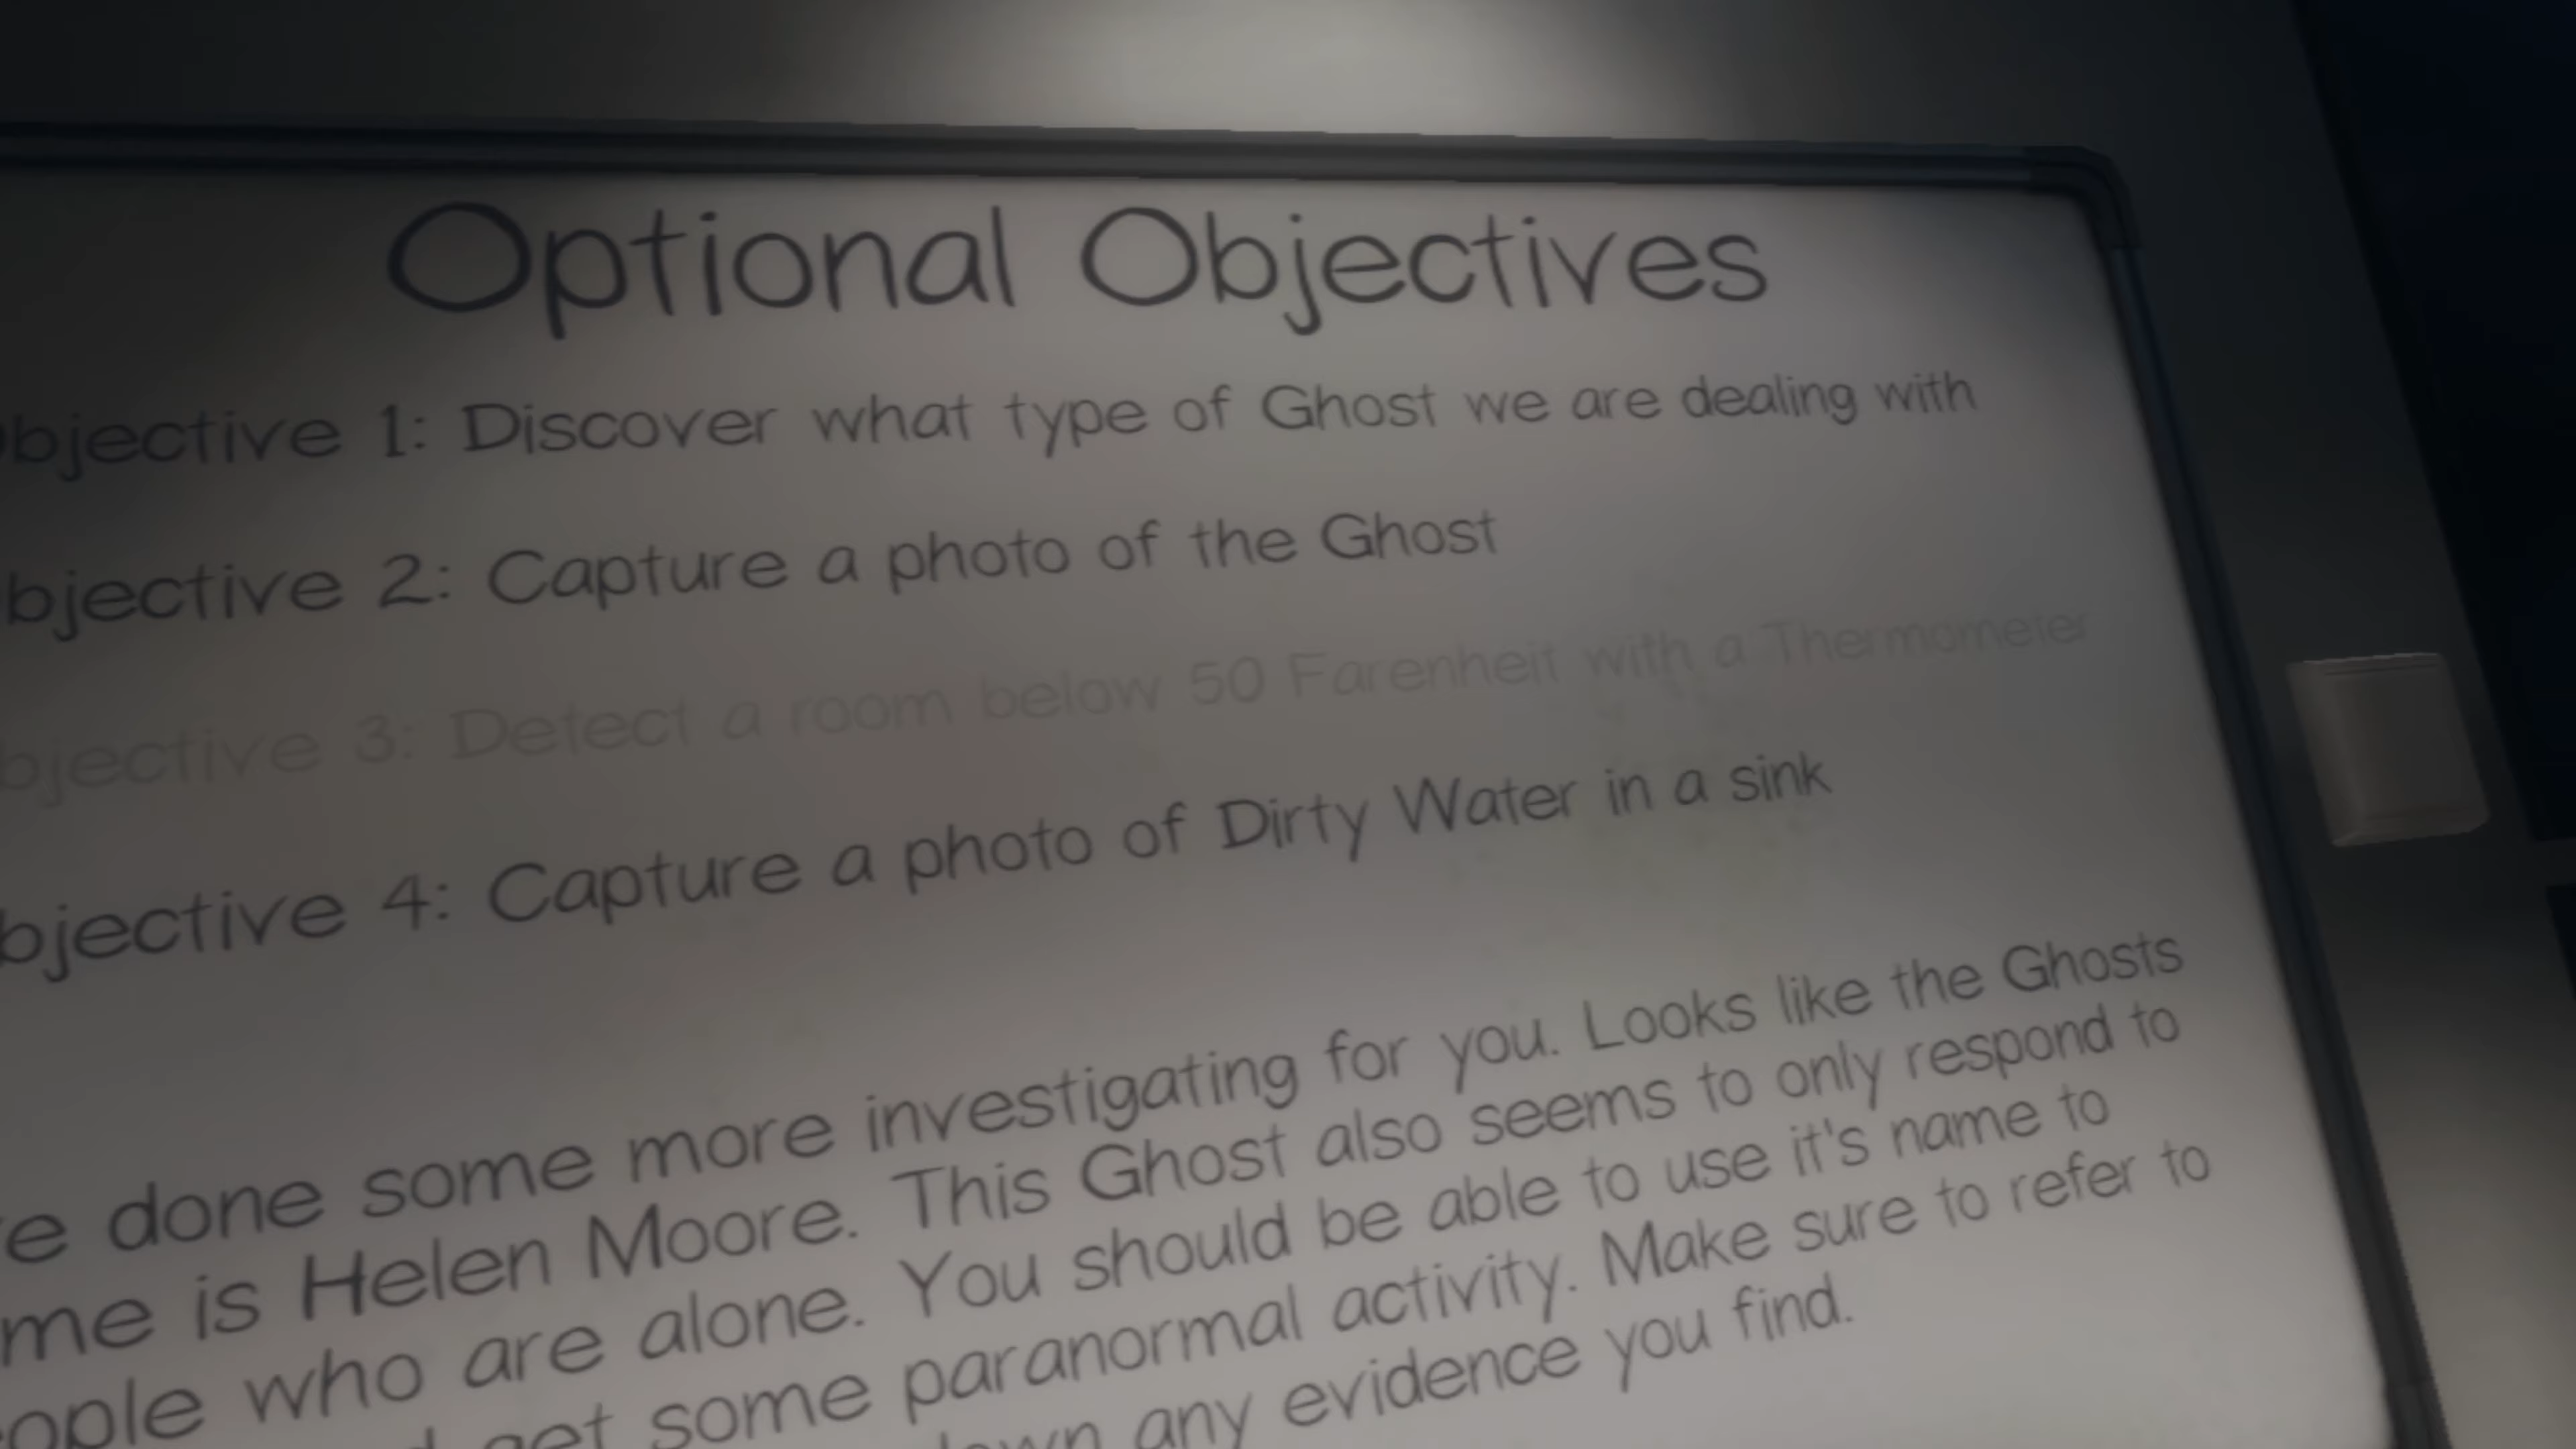 Optional Objectives
bjective 1: Discover what type of Ghost we are dealing with
bjective 2: Capture a photo of the Ghost
bjective 3: Detect a room below 50 Farenheit with a Thermometer
bjective 4: Capture a photo of Dirty Water in a sink
e done some more investigating for you. Looks like the Ghosts
me is Helen Moore. This Ghost also seems to only respond to
ople who are alone. You should be able to use it's name to
get some paranormal activity. Make sure to refer to
own any evidence you find.